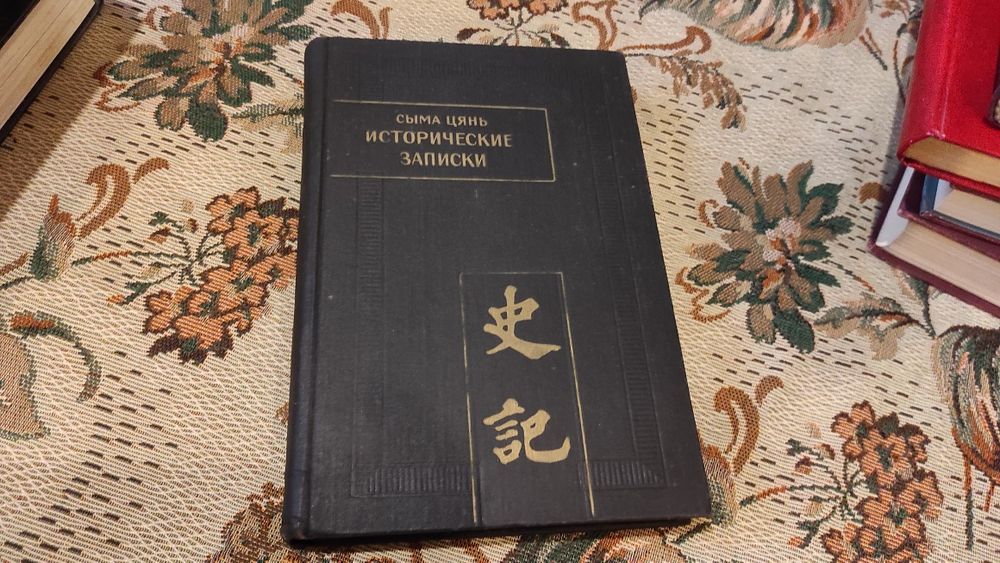 СЫМА ЦЯНЬ
ИСТОРИЧЕСКИЕ
ЗАПИСКИ
史
記